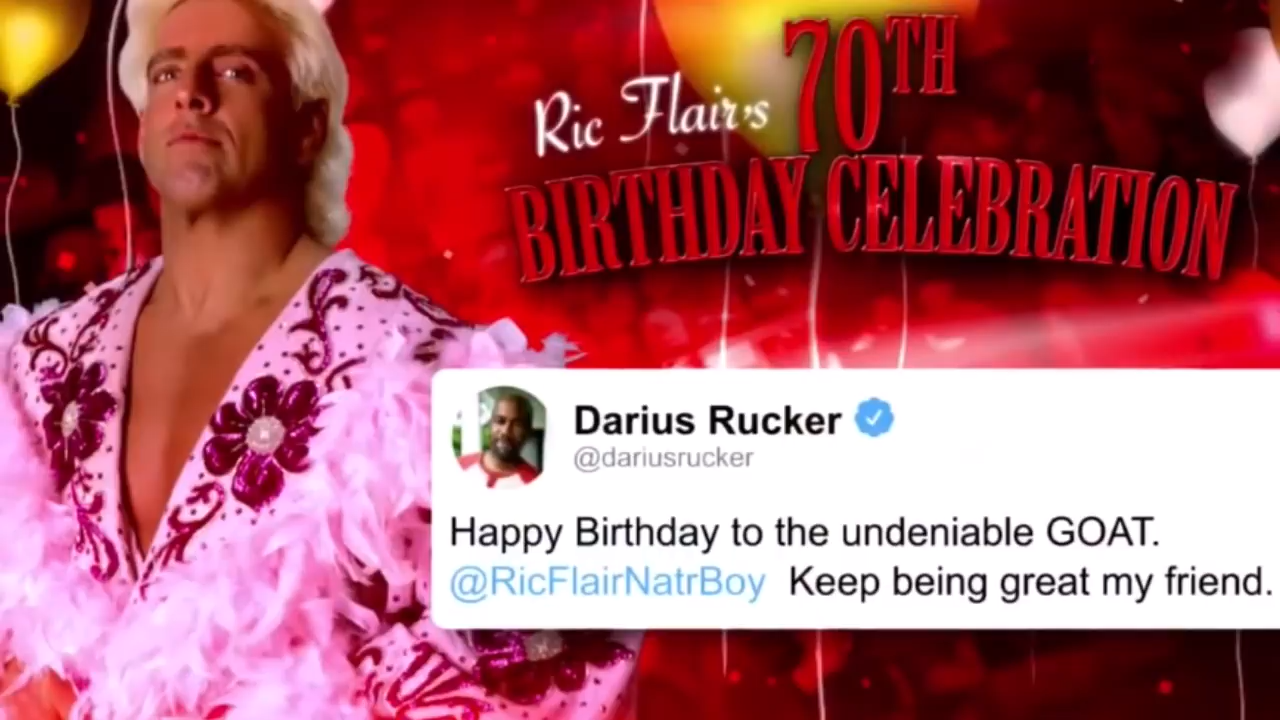 Ric Flair's 70TH
BIRTHDAY CELEBRATION
Darius Rucker
@dariusrucker
Happy Birthday to the undeniable GOAT.
@RicFlairNatrBoy Keep being great my friend.